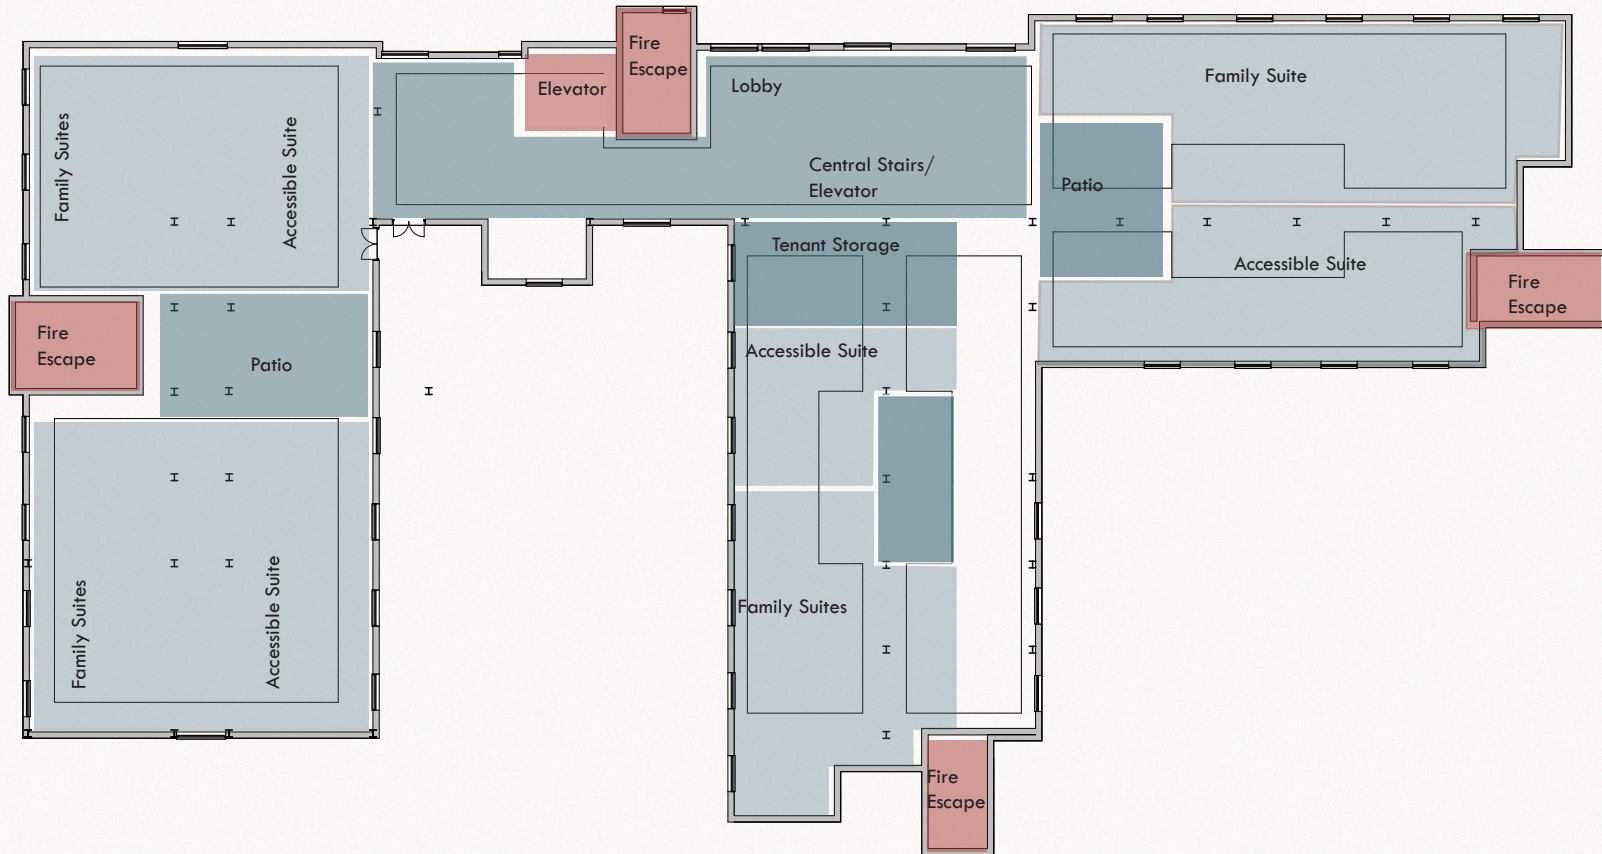 Fire
Escape
Elevator
Lobby
Family Suite
Family Suites
Accessible Suite
Central Stairs/
Elevator
Patio
Tenant Storage
Accessible Suite
Fire
Escape
Fire
Escape
Patio
Accessible Suite
Family Suites
Accessible Suite
Family Suites
Fire
Escape